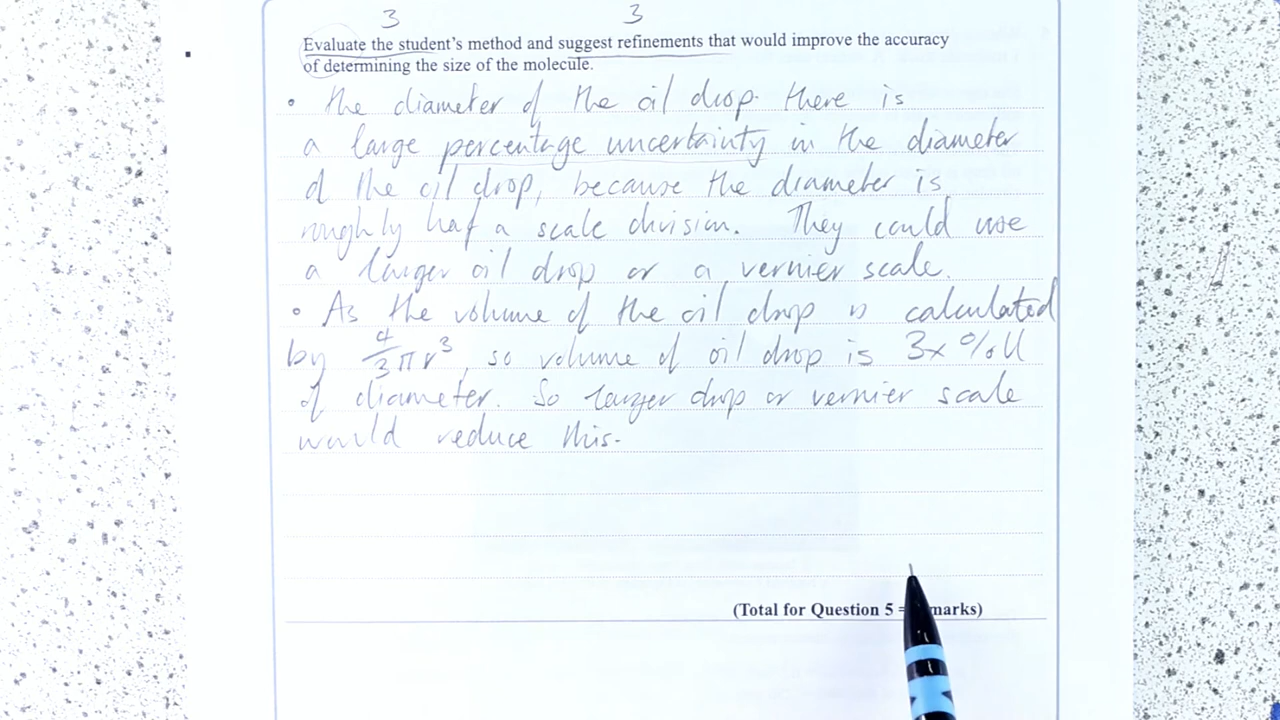 3 3
Evaluate the student's method and suggest refinements that would improve the accuracy
of determining the size of the molecule.
• the diameter of the oil drop. there is
a large percentage uncertainty in the diameter
of the oil drop, because the diameter is
roughly half a scale division. They could use
a larger oil drop or a vernier scale.
• As the volume of the oil drop is calculated
by 4/3 πr³, so volume of oil drop is 3x %U
of diameter. So larger drop or vernier scale
would reduce this.
(Total for Question 5 = marks)